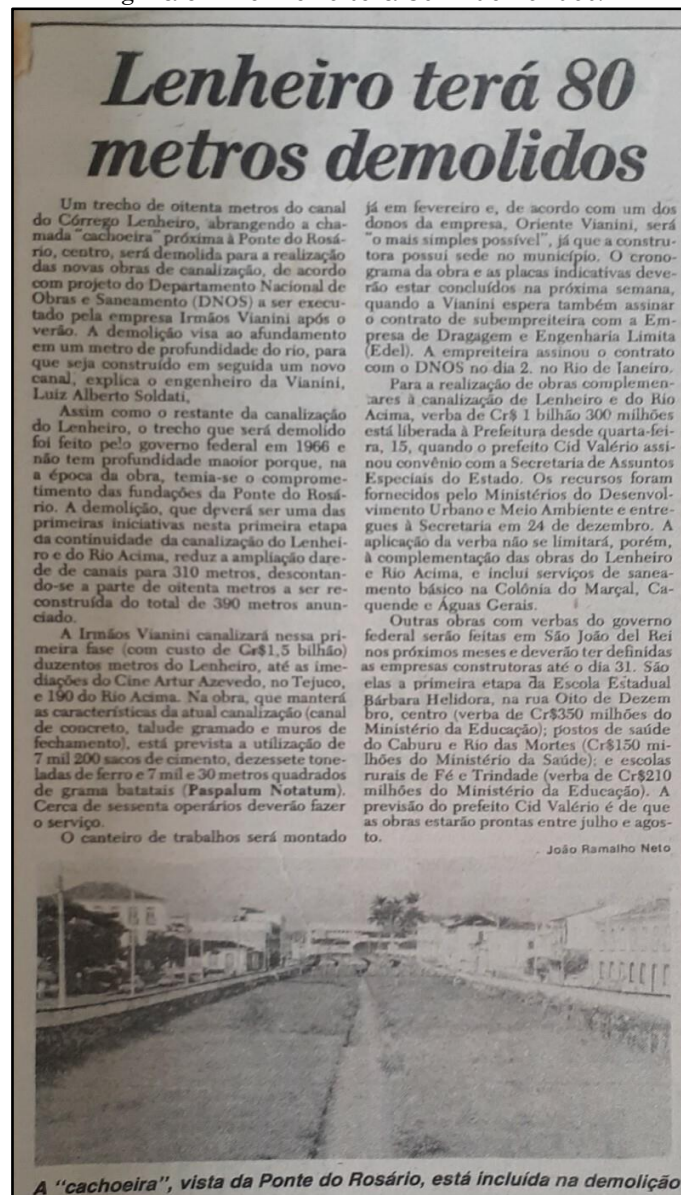 Lenheiro terá 80
metros demolidos
Um trecho de oitenta metros do canal
do Córrego Lenheiro, abrangendo a cha-
mada "cachoeira" próxima à Ponte do Rosá-
rio, centro, será demolida para a realização
das novas obras de canalização, de acordo
com projeto do Departamento Nacional de
Obras e Saneamento (DNOS) a ser execu-
tado pela empresa Irmãos Vianini após o
verão. A demolição visa ao afundamento
em um metro de profundidade do rio, para
que seja construído em seguida um novo
canal, explica o engenheiro da Vianini,
Luiz Alberto Soldati,
Assim como o restante da canalização
do Lenheiro, o trecho que será demolido
foi feito pelo governo federal em 1966 e
não tem profundidade maoior porque, na
a época da obra, temia-se o comprome-
timento das fundações da Ponte do Rosá-
rio. A demolição, que deverá ser uma das
primeiras iniciativas nesta primeira etapa
da continuidade da canalização do Lenhei-
ro e do Rio Acima, reduz a ampliação dare-
de de canais para 310 metros, descontan-
do-se a parte de oitenta metros a ser re-
construída do total de 390 metros anun-
ciado.
A Irmãos Vianini canalizará nessa pri-
meira fase (com custo de Cr$1,5 bilhão)
duzentos metros do Lenheiro, até as ime-
diações do Cine Artur Azevedo, no Tejuco,
e 190 do Rio Acima. Na obra, que manterá
as características da atual canalização (canal
de concreto, talude gramado e muros de
fechamento), está prevista a utilização de
7 mil 200 sacos de cimento, dezessete tone-
ladas de ferro e 7 mil e 30 metros quadrados
de grama batatais (Paspalum Notatum).
Cerca de sessenta operários deverão fazer
o serviço.
O canteiro de trabalhos será montado
já em fevereiro e, de acordo com um dos
donos da empresa, Oriente Vianini, será
"o mais simples possível", já que a constru-
tora possui sede no município. O crono-
grama da obra e as placas indicativas deve-
rão estar concluídos na próxima semana,
quando a Vianini espera também assinar
o contrato de subempreiteira com a Em-
presa de Dragagem e Engenharia Limita
(Edel). A empreiteira assinou o contrato
com o DNOS no dia 2. no Rio de Janeiro.
Para a realização de obras complemen-
tares à canalização de Lenheiro e do Rio
Acima, verba de Cr$ 1 bilhão 300 milhões
está liberada à Prefeitura desde quarta-fei-
ra, 15, quando o prefeito Cid Valério assi-
nou convênio com a Secretaria de Assuntos
Especiais do Estado. Os recursos foram
fornecidos pelo Ministérios do Desenvol-
vimento Urbano e Meio Ambiente e entre-
gues à Secretaria em 24 de dezembro. A
aplicação da verba não se limitará, porém,
à complementação das obras do Lenheiro
e Rio Acima, e inclui serviços de sanea-
mento básico na Colônia do Marçal, Ca-
quende e Águas Gerais.
Outras obras com verbas do governo
federal serão feitas em São João del Rei
nos próximos meses e deverão ter definidas
as empresas construtoras até o dia 31. São
elas a primeira etapa da Escola Estadual
Bárbara Helidora, na rua Oito de Dezem
bro, centro (verba de Cr$350 milhões do
Ministério da Educação); postos de saúde
do Caburu e Rio das Mortes (Cr$150 mi-
lhões do Ministério da Saúde); e escolas
rurais de Fé e Trindade (verba de Cr$210
milhões do Ministério da Educação). A
previsão do prefeito Cid Valério é de que
as obras estarão prontas entre julho e agos-
to.
João Ramalho Neto
A "cachoeira", vista da Ponte do Rosário, está incluída na demolição